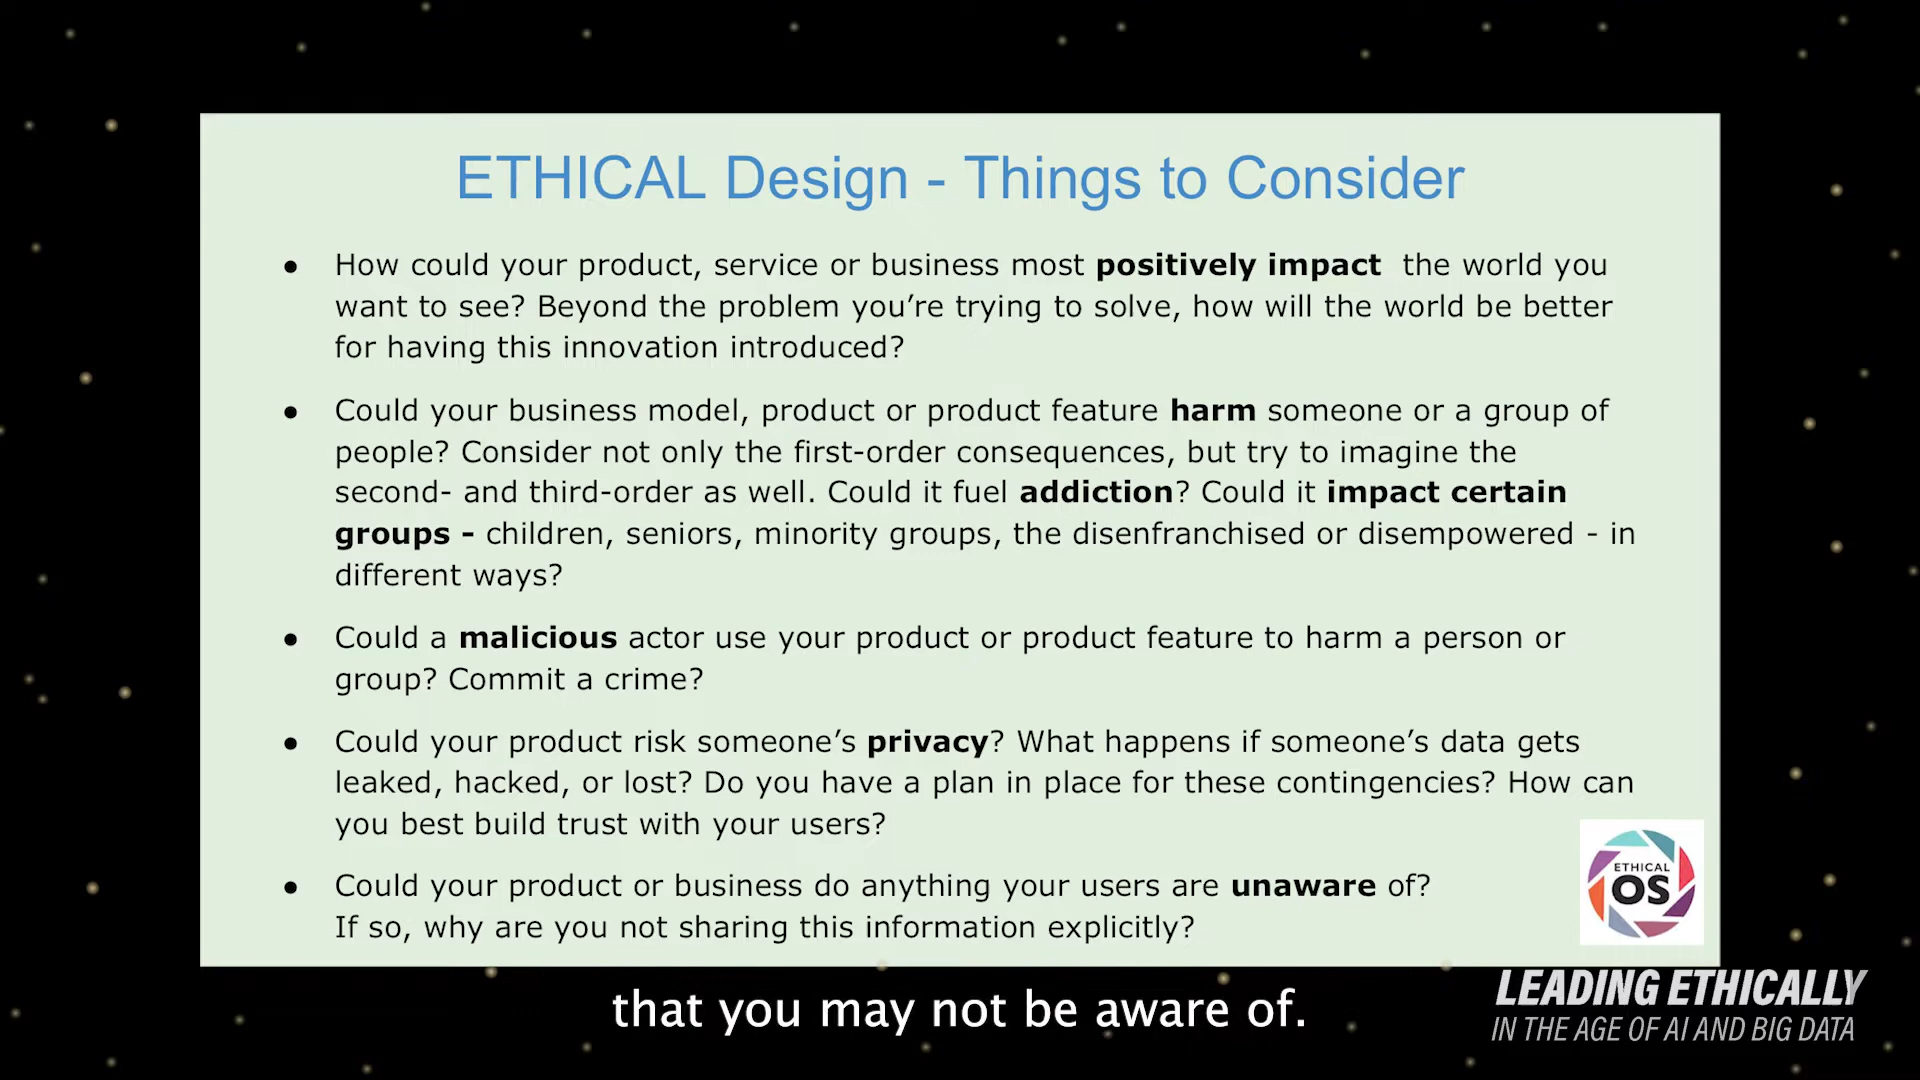 ETHICAL Design - Things to Consider
● How could your product, service or business most positively impact the world you
want to see? Beyond the problem you’re trying to solve, how will the world be better
for having this innovation introduced?
● Could your business model, product or product feature harm someone or a group of
people? Consider not only the first-order consequences, but try to imagine the
second- and third-order as well. Could it fuel addiction? Could it impact certain
groups - children, seniors, minority groups, the disenfranchised or disempowered - in
different ways?
● Could a malicious actor use your product or product feature to harm a person or
group? Commit a crime?
● Could your product risk someone’s privacy? What happens if someone’s data gets
leaked, hacked, or lost? Do you have a plan in place for these contingencies? How can
you best build trust with your users?
● Could your product or business do anything your users are unaware of?
If so, why are you not sharing this information explicitly?
ETHICAL
OS
that you may not be aware of.
LEADING ETHICALLY
IN THE AGE OF AI AND BIG DATA